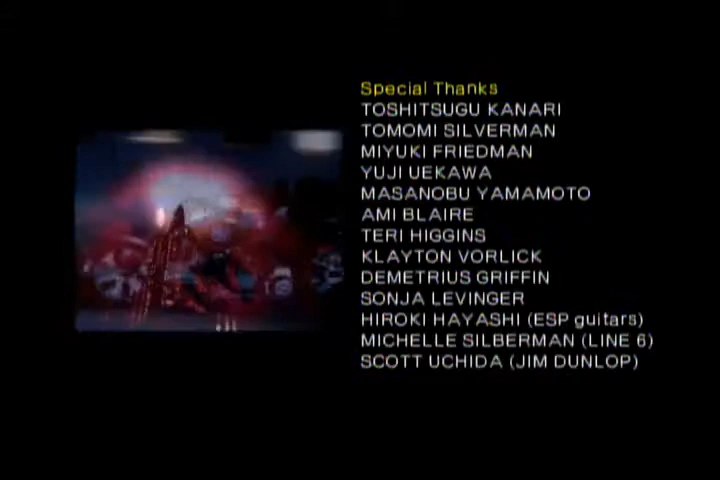 Special Thanks
TOSHITSUGU KANARI
TOMOMI SILVERMAN
MIYUKI FRIEDMAN
YUJI UEKAWA
MASANOBU YAMAMOTO
AMI BLAIRE
TERI HIGGINS
KLAYTON VORLICK
DEMETRIUS GRIFFIN
SONJA LEVINGER
HIROKI HAYASHI (ESP guitars)
MICHELLE SILBERMAN (LINE 6)
SCOTT UCHIDA (JIM DUNLOP)